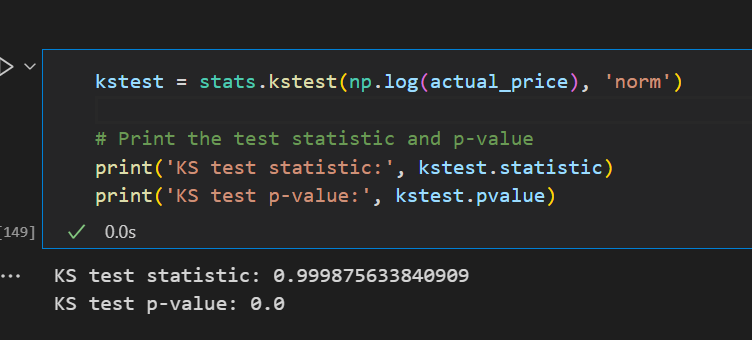 kstest = stats.kstest(np.log(actual_price), 'norm')
# Print the test statistic and p-value
print('KS test statistic:', kstest.statistic)
print('KS test p-value:', kstest.pvalue)
[149]
0.0s
... KS test statistic: 0.999875633840909
KS test p-value: 0.0